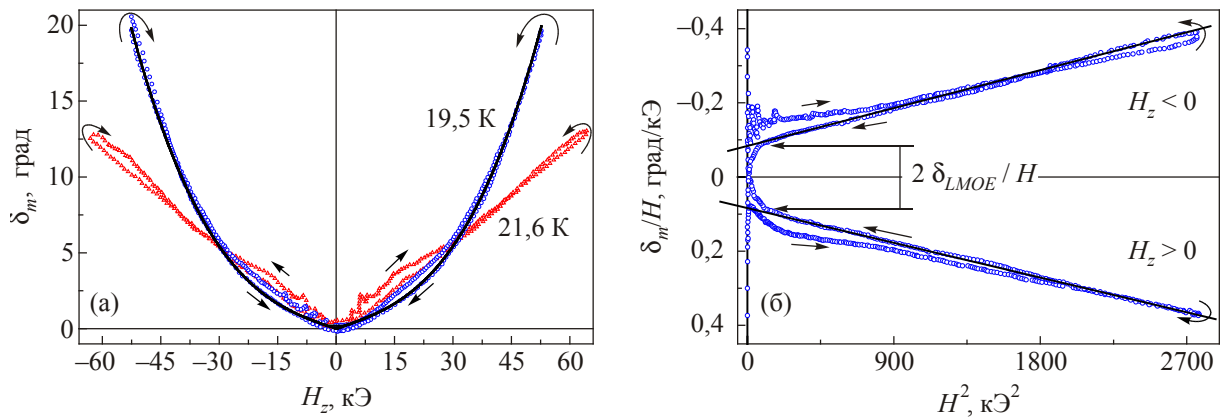 20
15
10
5
0
δm, град
19,5 К
21,6 К
(а)
–60 –45 –30 –15 0 15 30 45 60
Hz, кЭ
–0,4
–0,2
0
0,2
0,4
δm/H, град/кЭ
Hz < 0
2 δLMOE / H
Hz > 0
(б)
0 900 1800 2700
H², кЭ²